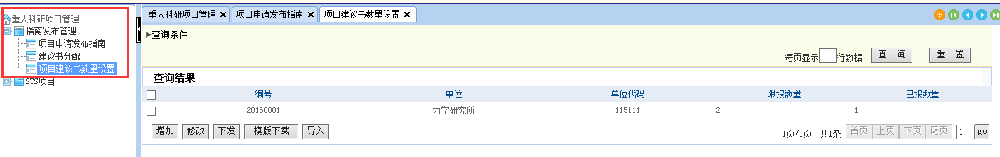 重大科研项目管理
指南发布管理
项目申请发布指南
建议书分配
项目建议书数量设置
STS项目
重大科研项目管理 × 项目申请发布指南 × 项目建议书数量设置 ×
▶查询条件
每页显示 行数据 查 询 重 置
查询结果
编号 单位 单位代码 限报数量 已报数量
20160001 力学研究所 115111 2 1
增加 修改 下发 模版下载 导入 1页/1页 共1条 首页 上页 下页 尾页 1 go